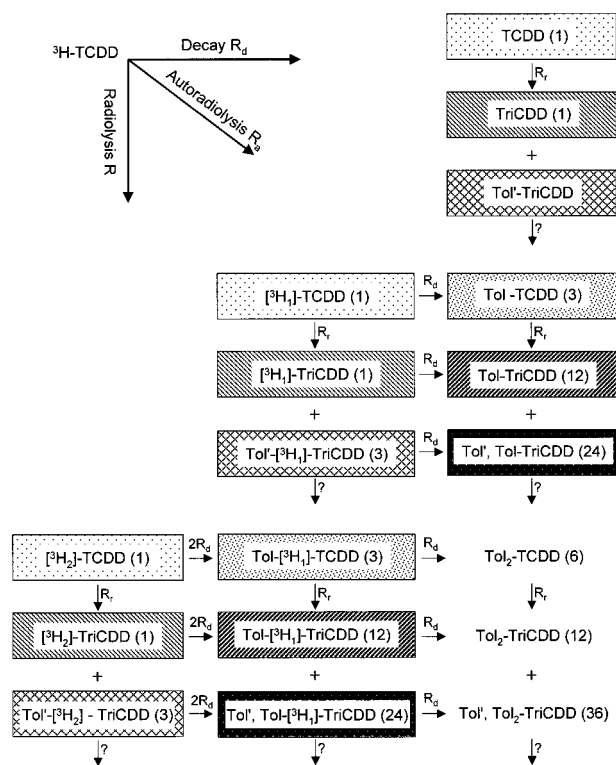 ³H-TCDD
Decay R_d
Autoradiolysis R_a
Radiolysis R
TCDD (1)
R_r
TriCDD (1)
+
Tol'-TriCDD
?
[³H₁]-TCDD (1)
R_d
Tol -TCDD (3)
R_r
R_r
[³H₁]-TriCDD (1)
R_d
Tol-TriCDD (12)
+
+
Tol'-[³H₁]-TriCDD (3)
R_d
Tol', Tol-TriCDD (24)
?
?
[³H₂]-TCDD (1)
2R_d
Tol-[³H₁]-TCDD (3)
R_d
Tol₂-TCDD (6)
R_r
R_r
R_r
[³H₂]-TriCDD (1)
2R_d
Tol-[³H₁]-TriCDD (12)
R_d
Tol₂-TriCDD (12)
+
+
+
Tol'-[³H₂] - TriCDD (3)
2R_d
Tol', Tol-[³H₁]-TriCDD (24)
R_d
Tol', Tol₂-TriCDD (36)
?
?
?